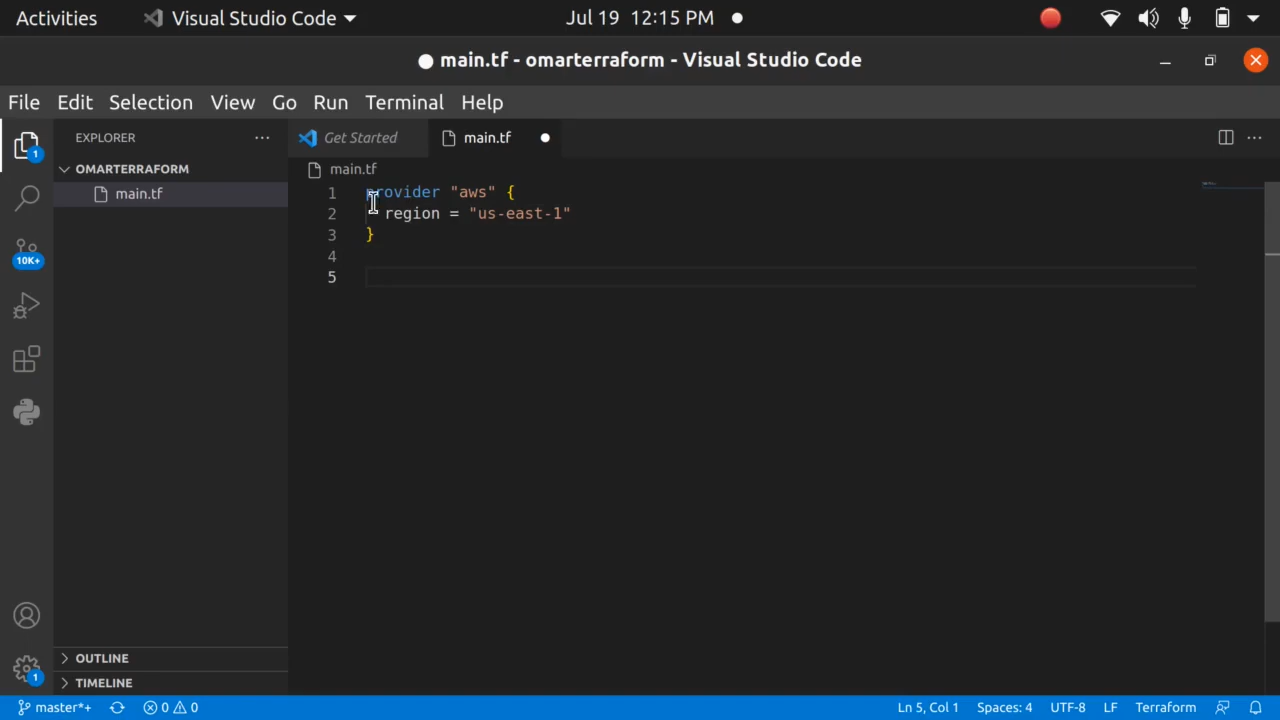 Activities Visual Studio Code Jul 19 12:15 PM
main.tf - omarterraform - Visual Studio Code
File Edit Selection View Go Run Terminal Help
EXPLORER
OMARTERRAFORM
main.tf
Get Started main.tf
main.tf
1 provider "aws" {
2 region = "us-east-1"
3 }
4
5
1
10K+
1
OUTLINE
TIMELINE
master*+ 0 0 Ln 5, Col 1 Spaces: 4 UTF-8 LF Terraform